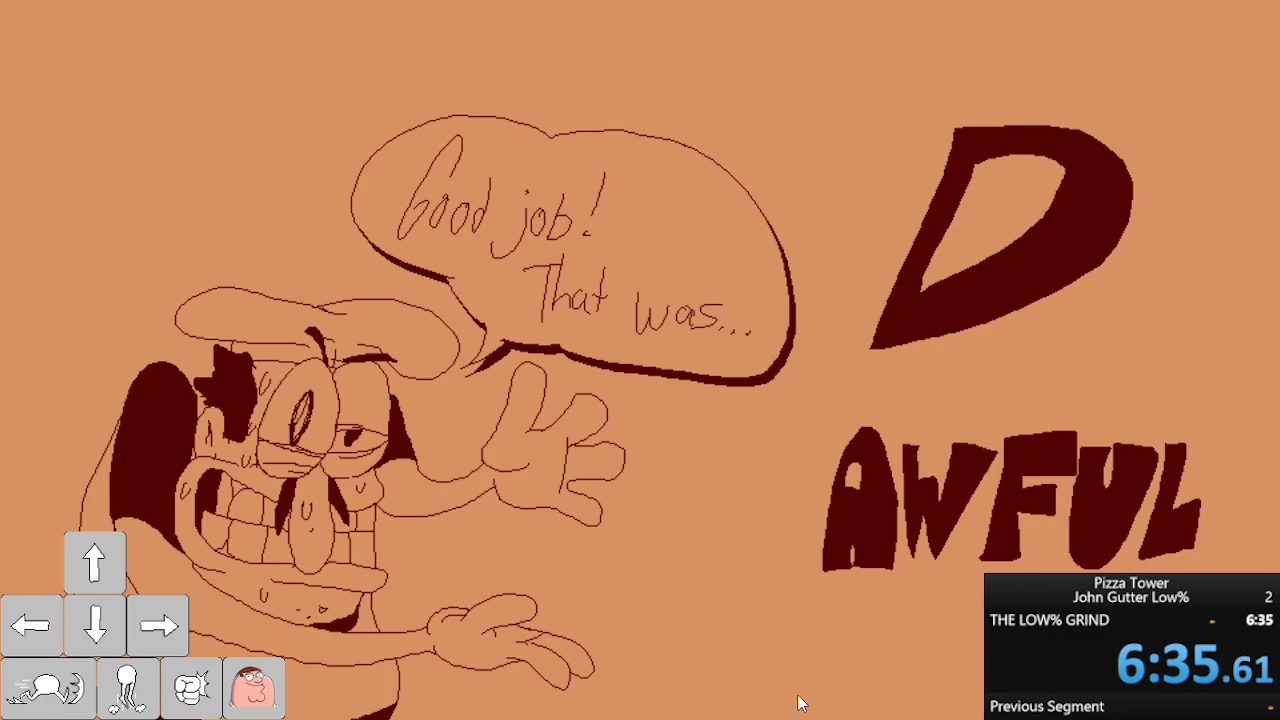 Good job!
That was...
D
AWFUL
Pizza Tower
John Gutter Low% 2
THE LOW% GRIND - 6:35
6:35.61
Previous Segment -